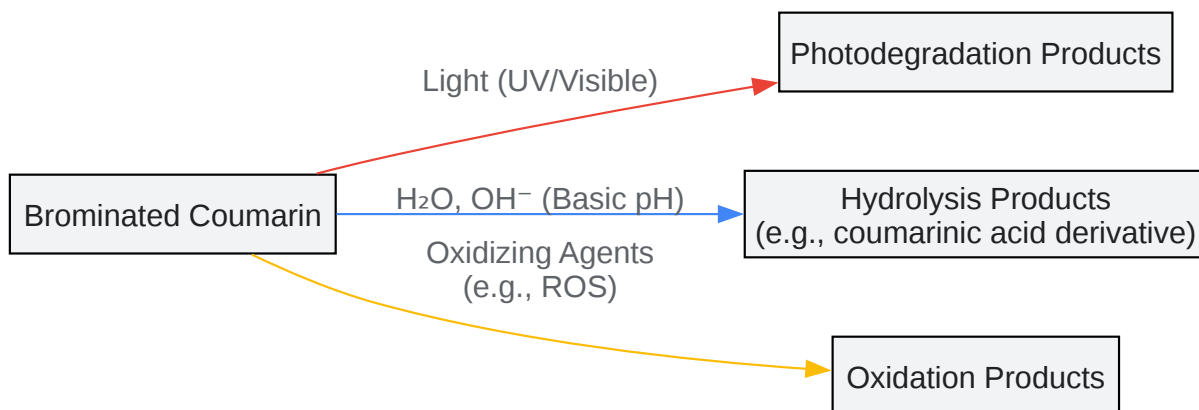 Photodegradation Products
Light (UV/Visible)
Brominated Coumarin
H₂O, OH⁻ (Basic pH)
Hydrolysis Products
(e.g., coumarinic acid derivative)
Oxidizing Agents
(e.g., ROS)
Oxidation Products